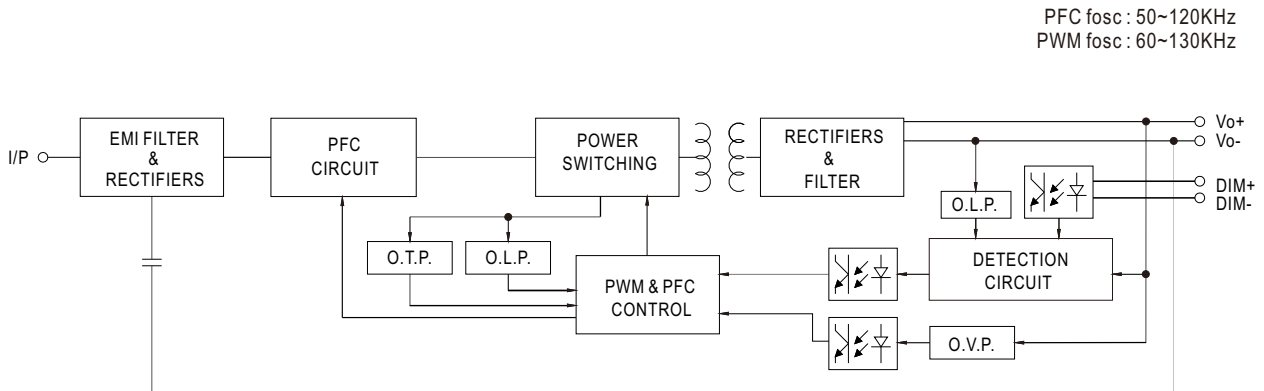 PFC fosc : 50~120KHz
PWM fosc : 60~130KHz
I/P
EMI FILTER
&
RECTIFIERS
PFC
CIRCUIT
POWER
SWITCHING
RECTIFIERS
&
FILTER
Vo+
Vo-
DIM+
DIM-
O.L.P.
O.T.P.
O.L.P.
PWM & PFC
CONTROL
DETECTION
CIRCUIT
O.V.P.